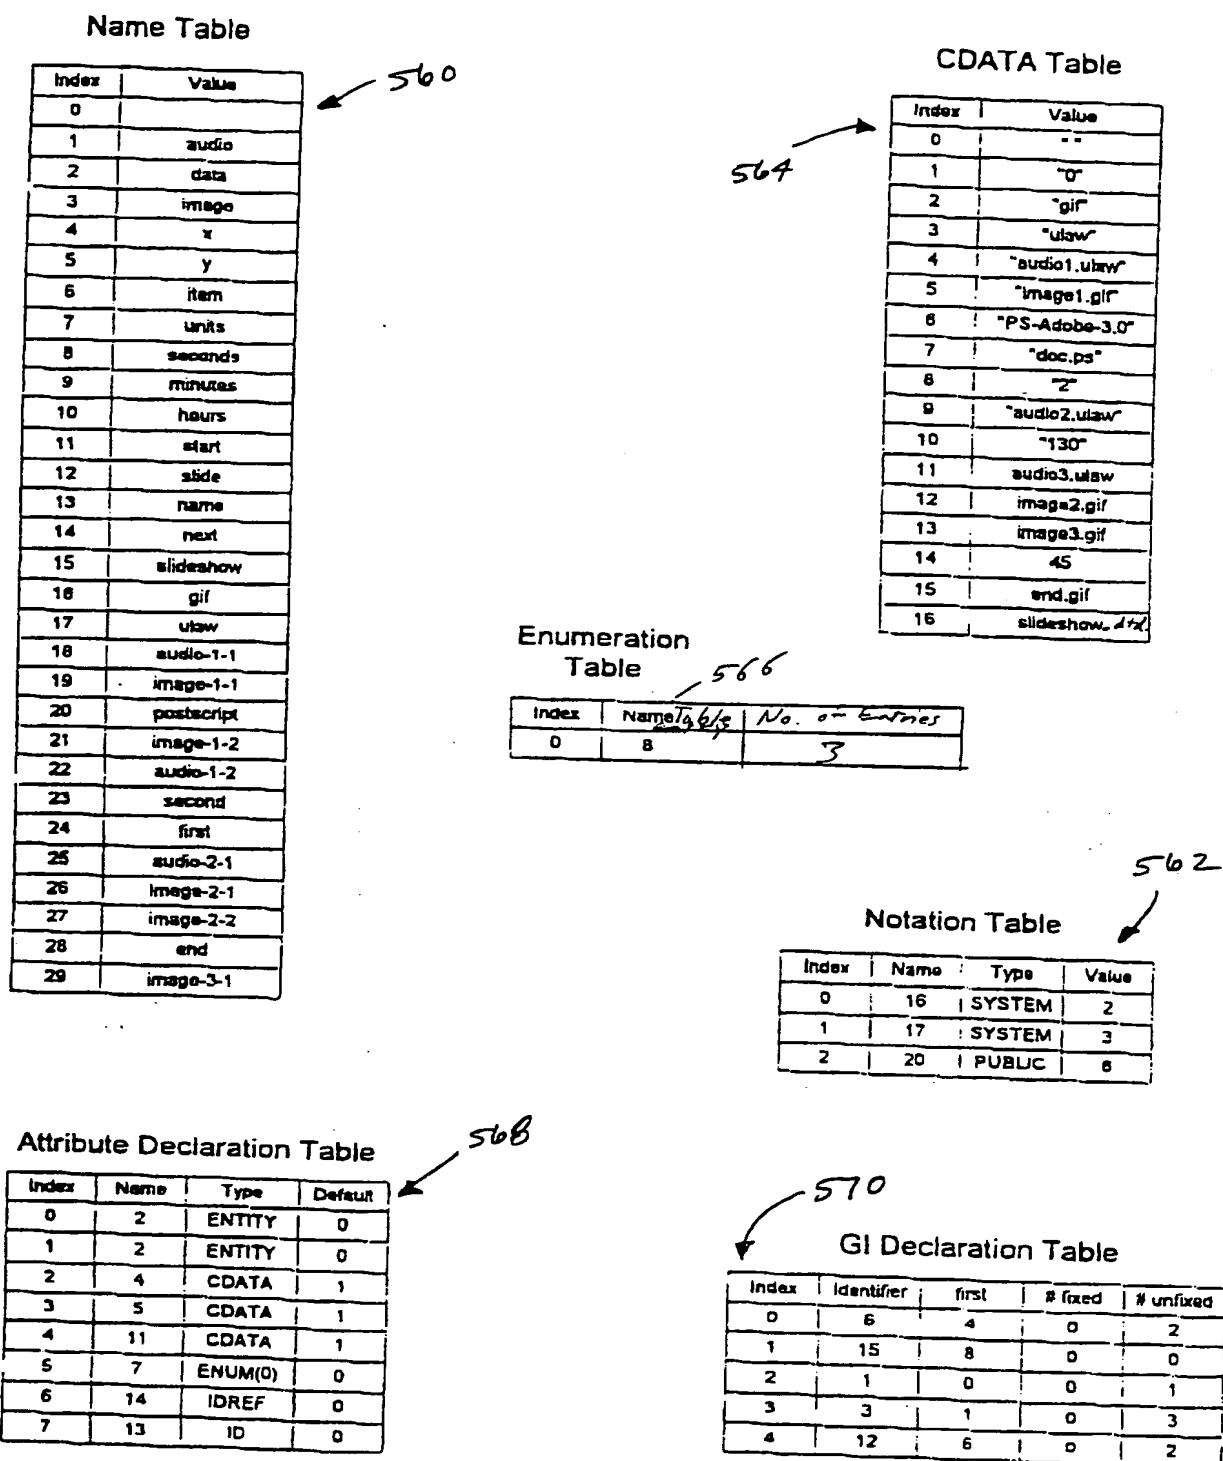 Name Table
560
Index Value
0
1 audio
2 data
3 image
4 x
5 y
6 item
7 units
8 seconds
9 minutes
10 hours
11 start
12 slide
13 name
14 next
15 slideshow
16 gif
17 ulaw
18 audio-1-1
19 image-1-1
20 postscript
21 image-1-2
22 audio-1-2
23 second
24 first
25 audio-2-1
26 image-2-1
27 image-2-2
28 end
29 image-3-1
CDATA Table
564
Index Value
0 " "
1 "0"
2 "gif"
3 "ulaw"
4 "audio1.ulaw"
5 "image1.gif"
6 "PS-Adobe-3.0"
7 "doc.ps"
8 "2"
9 "audio2.ulaw"
10 "130"
11 audio3.ulaw
12 image2.gif
13 image3.gif
14 45
15 end.gif
16 slideshow.dtd
Enumeration
Table
566
Index Name Table No. of Entries
0 8 3
562
Notation Table
Index Name Type Value
0 16 SYSTEM 2
1 17 SYSTEM 3
2 20 PUBLIC 6
Attribute Declaration Table
568
Index Name Type Default
0 2 ENTITY 0
1 2 ENTITY 0
2 4 CDATA 1
3 5 CDATA 1
4 11 CDATA 1
5 7 ENUM(0) 0
6 14 IDREF 0
7 13 ID 0
570
GI Declaration Table
Index Identifier first # fixed # unfixed
0 6 4 0 2
1 15 8 0 0
2 1 0 0 1
3 3 1 0 3
4 12 6 0 2